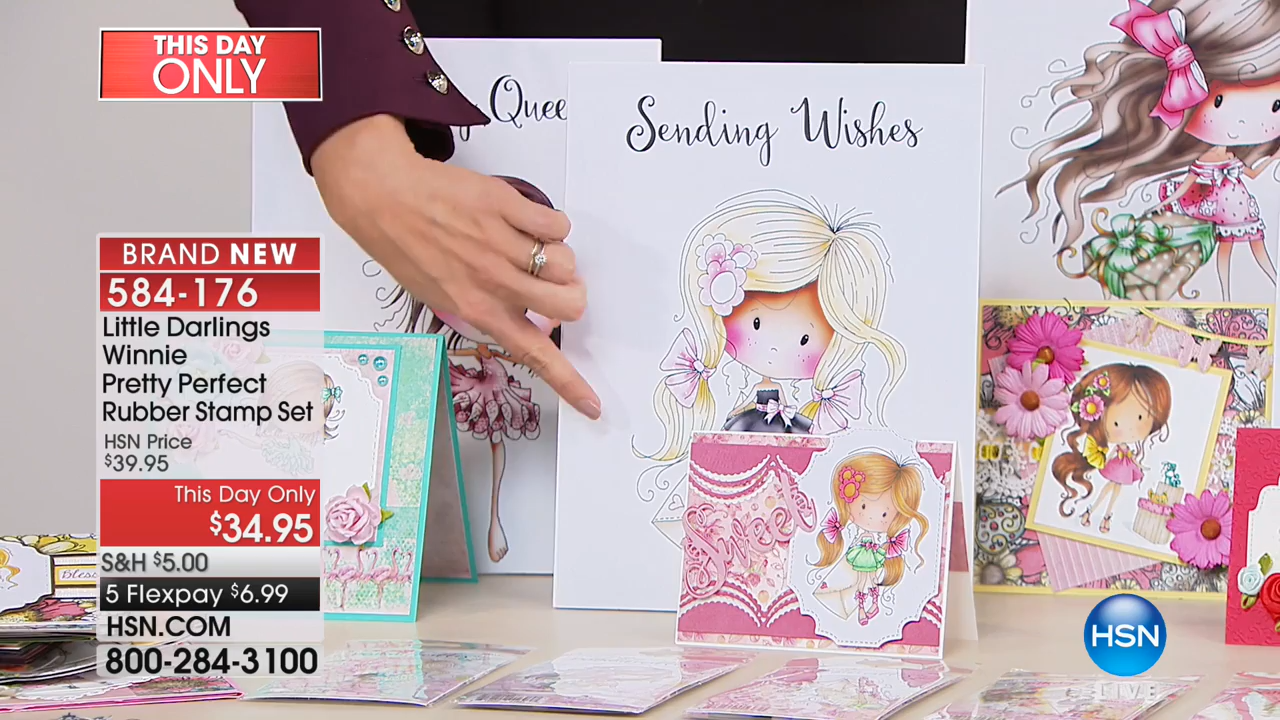 THIS DAY
ONLY
BRAND NEW
584-176
Little Darlings
Winnie
Pretty Perfect
Rubber Stamp Set
HSN Price
$39.95
This Day Only
$34.95
S&H $5.00
5 Flexpay $6.99
HSN.COM
800-284-3100
Sending Wishes
Sweet
HSN
LIVE